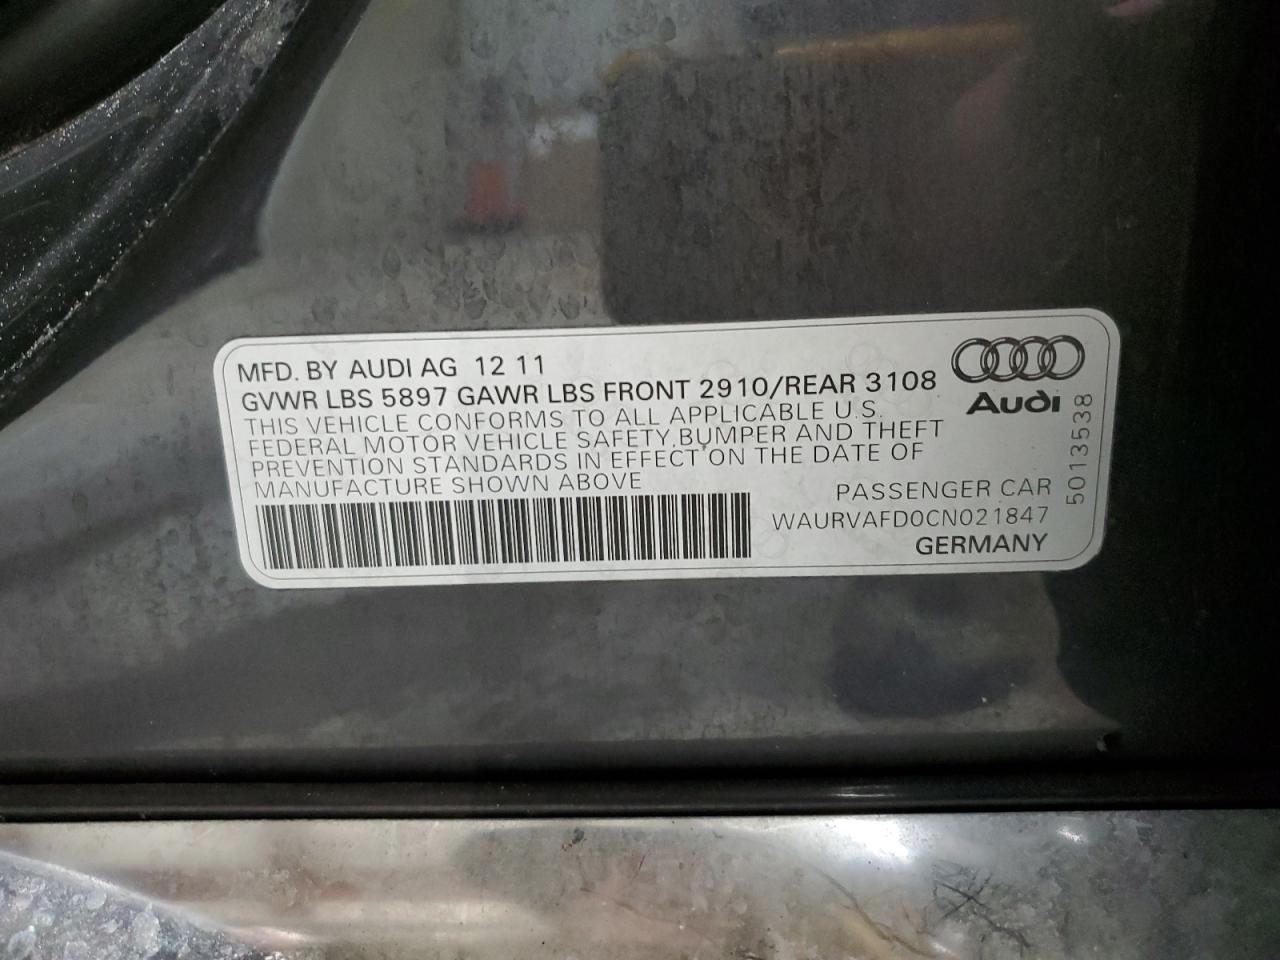 MFD. BY AUDI AG 12 11
GVWR LBS 5897 GAWR LBS FRONT 2910/REAR 3108
THIS VEHICLE CONFORMS TO ALL APPLICABLE U.S.
FEDERAL MOTOR VEHICLE SAFETY, BUMPER AND THEFT
PREVENTION STANDARDS IN EFFECT ON THE DATE OF
MANUFACTURE SHOWN ABOVE
PASSENGER CAR
WAURVAFD0CN021847
GERMANY
Audi
5013538